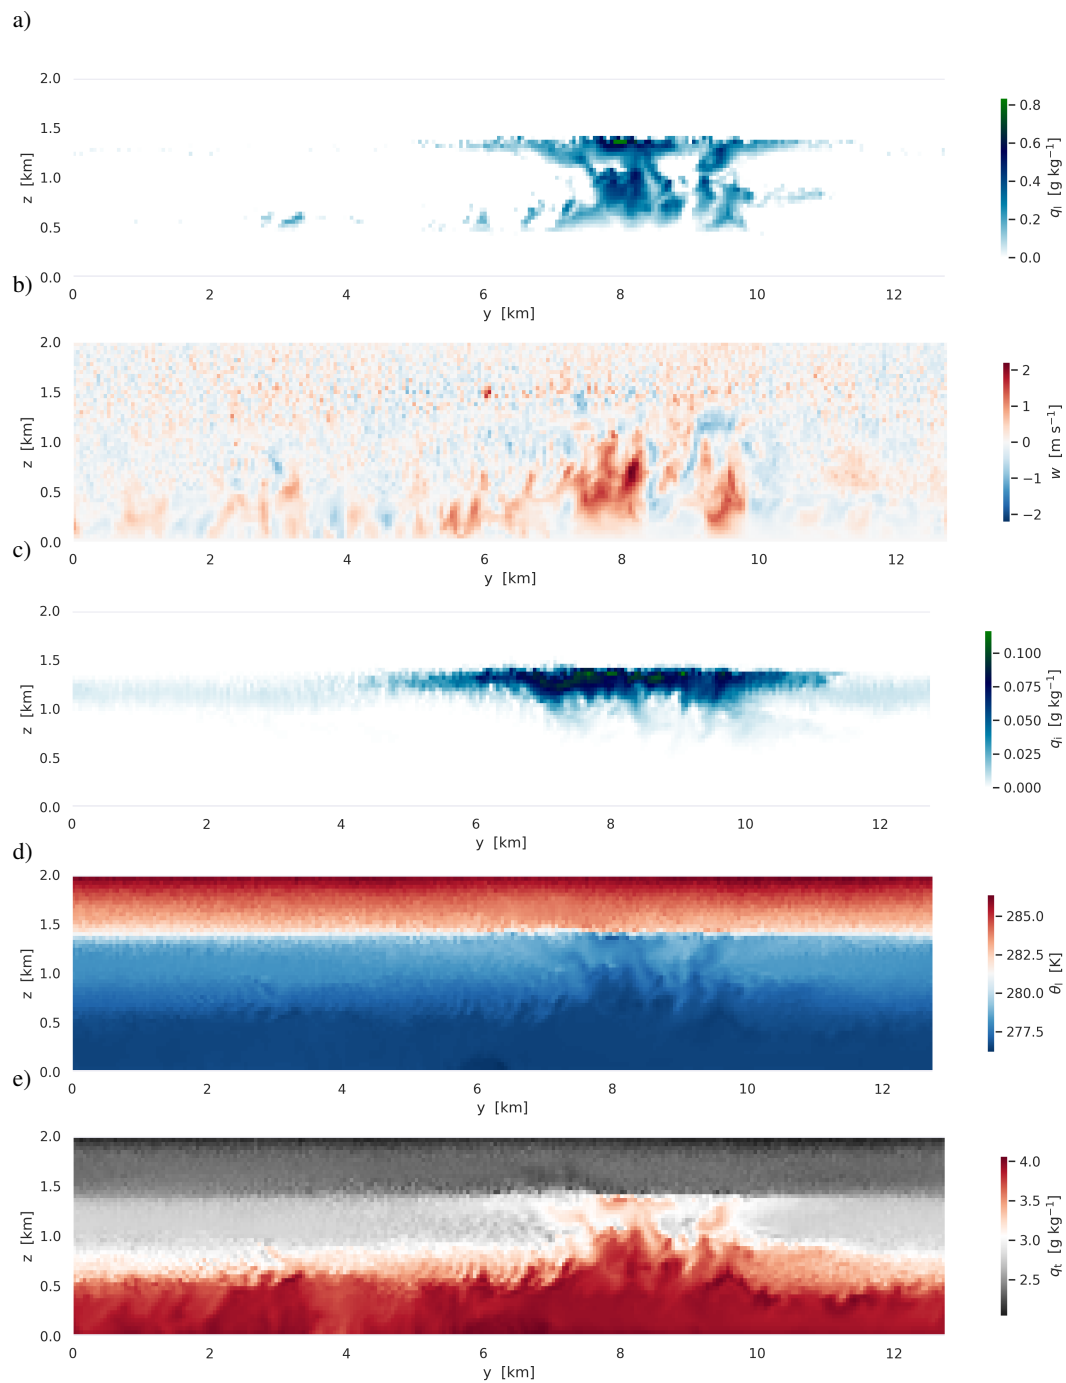 a)
2.0
1.5
1.0
0.5
0.0
z [km]
0 2 4 6 8 10 12
y [km]
0.8
0.6
0.4
0.2
0.0
q_l [g kg⁻¹]
b)
2.0
1.5
1.0
0.5
0.0
z [km]
0 2 4 6 8 10 12
y [km]
2
1
0
−1
−2
w [m s⁻¹]
c)
2.0
1.5
1.0
0.5
0.0
z [km]
0 2 4 6 8 10 12
y [km]
0.100
0.075
0.050
0.025
0.000
q_i [g kg⁻¹]
d)
2.0
1.5
1.0
0.5
0.0
z [km]
0 2 4 6 8 10 12
y [km]
285.0
282.5
280.0
277.5
θ_l [K]
e)
2.0
1.5
1.0
0.5
0.0
z [km]
0 2 4 6 8 10 12
y [km]
4.0
3.5
3.0
2.5
q_t [g kg⁻¹]